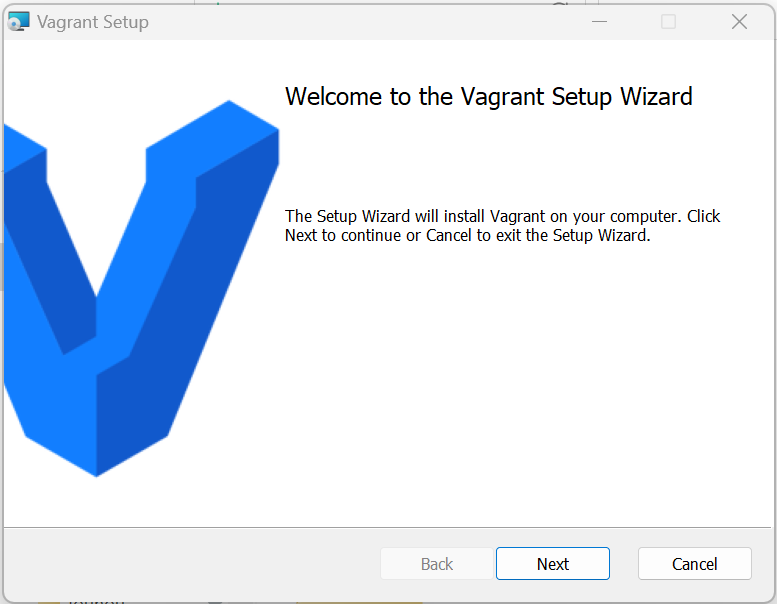 Vagrant Setup
Welcome to the Vagrant Setup Wizard
The Setup Wizard will install Vagrant on your computer. Click
Next to continue or Cancel to exit the Setup Wizard.
Back
Next
Cancel